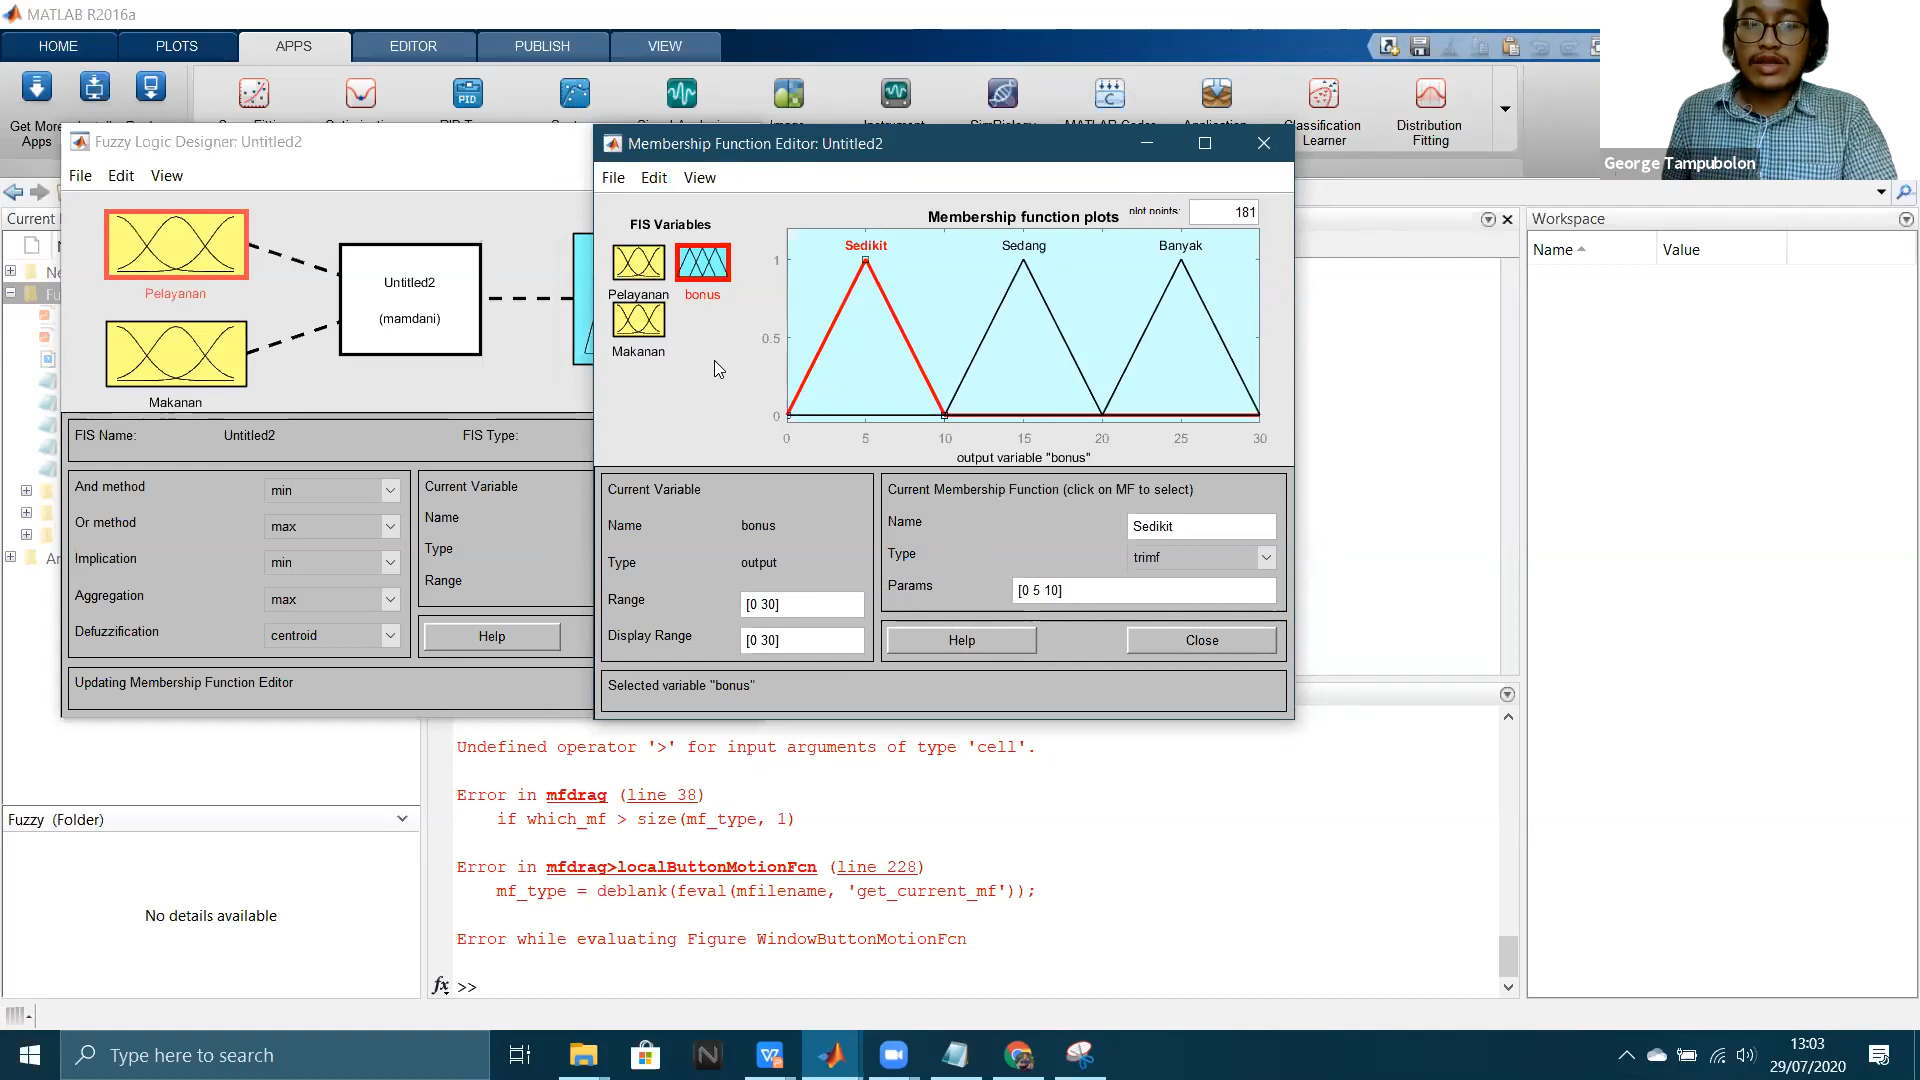 MATLAB R2016a
HOME
PLOTS
APPS
EDITOR
PUBLISH
VIEW
Get More
Apps
Classification
Learner
Distribution
Fitting
George Tampubolon
Fuzzy Logic Designer: Untitled2
File Edit View
Pelayanan
Makanan
Untitled2
(mamdani)
FIS Name: Untitled2 FIS Type:
And method min
Or method max
Implication min
Aggregation max
Defuzzification centroid
Current Variable
Name
Type
Range
Help
Updating Membership Function Editor
Membership Function Editor: Untitled2
File Edit View
FIS Variables
Pelayanan
bonus
Makanan
Membership function plots
plot points: 181
Sedikit Sedang Banyak
1
0.5
0
0 5 10 15 20 25 30
output variable "bonus"
Current Variable
Name bonus
Type output
Range [0 30]
Display Range [0 30]
Current Membership Function (click on MF to select)
Name Sedikit
Type trimf
Params [0 5 10]
Help Close
Selected variable "bonus"
Workspace
Name Value
Undefined operator '>' for input arguments of type 'cell'.
Error in mfdrag (line 38)
if which_mf > size(mf_type, 1)
Error in mfdrag>localButtonMotionFcn (line 228)
mf_type = deblank(feval(mfilename, 'get_current_mf'));
Error while evaluating Figure WindowButtonMotionFcn
fx >>
Fuzzy (Folder)
No details available
Type here to search
13:03
29/07/2020